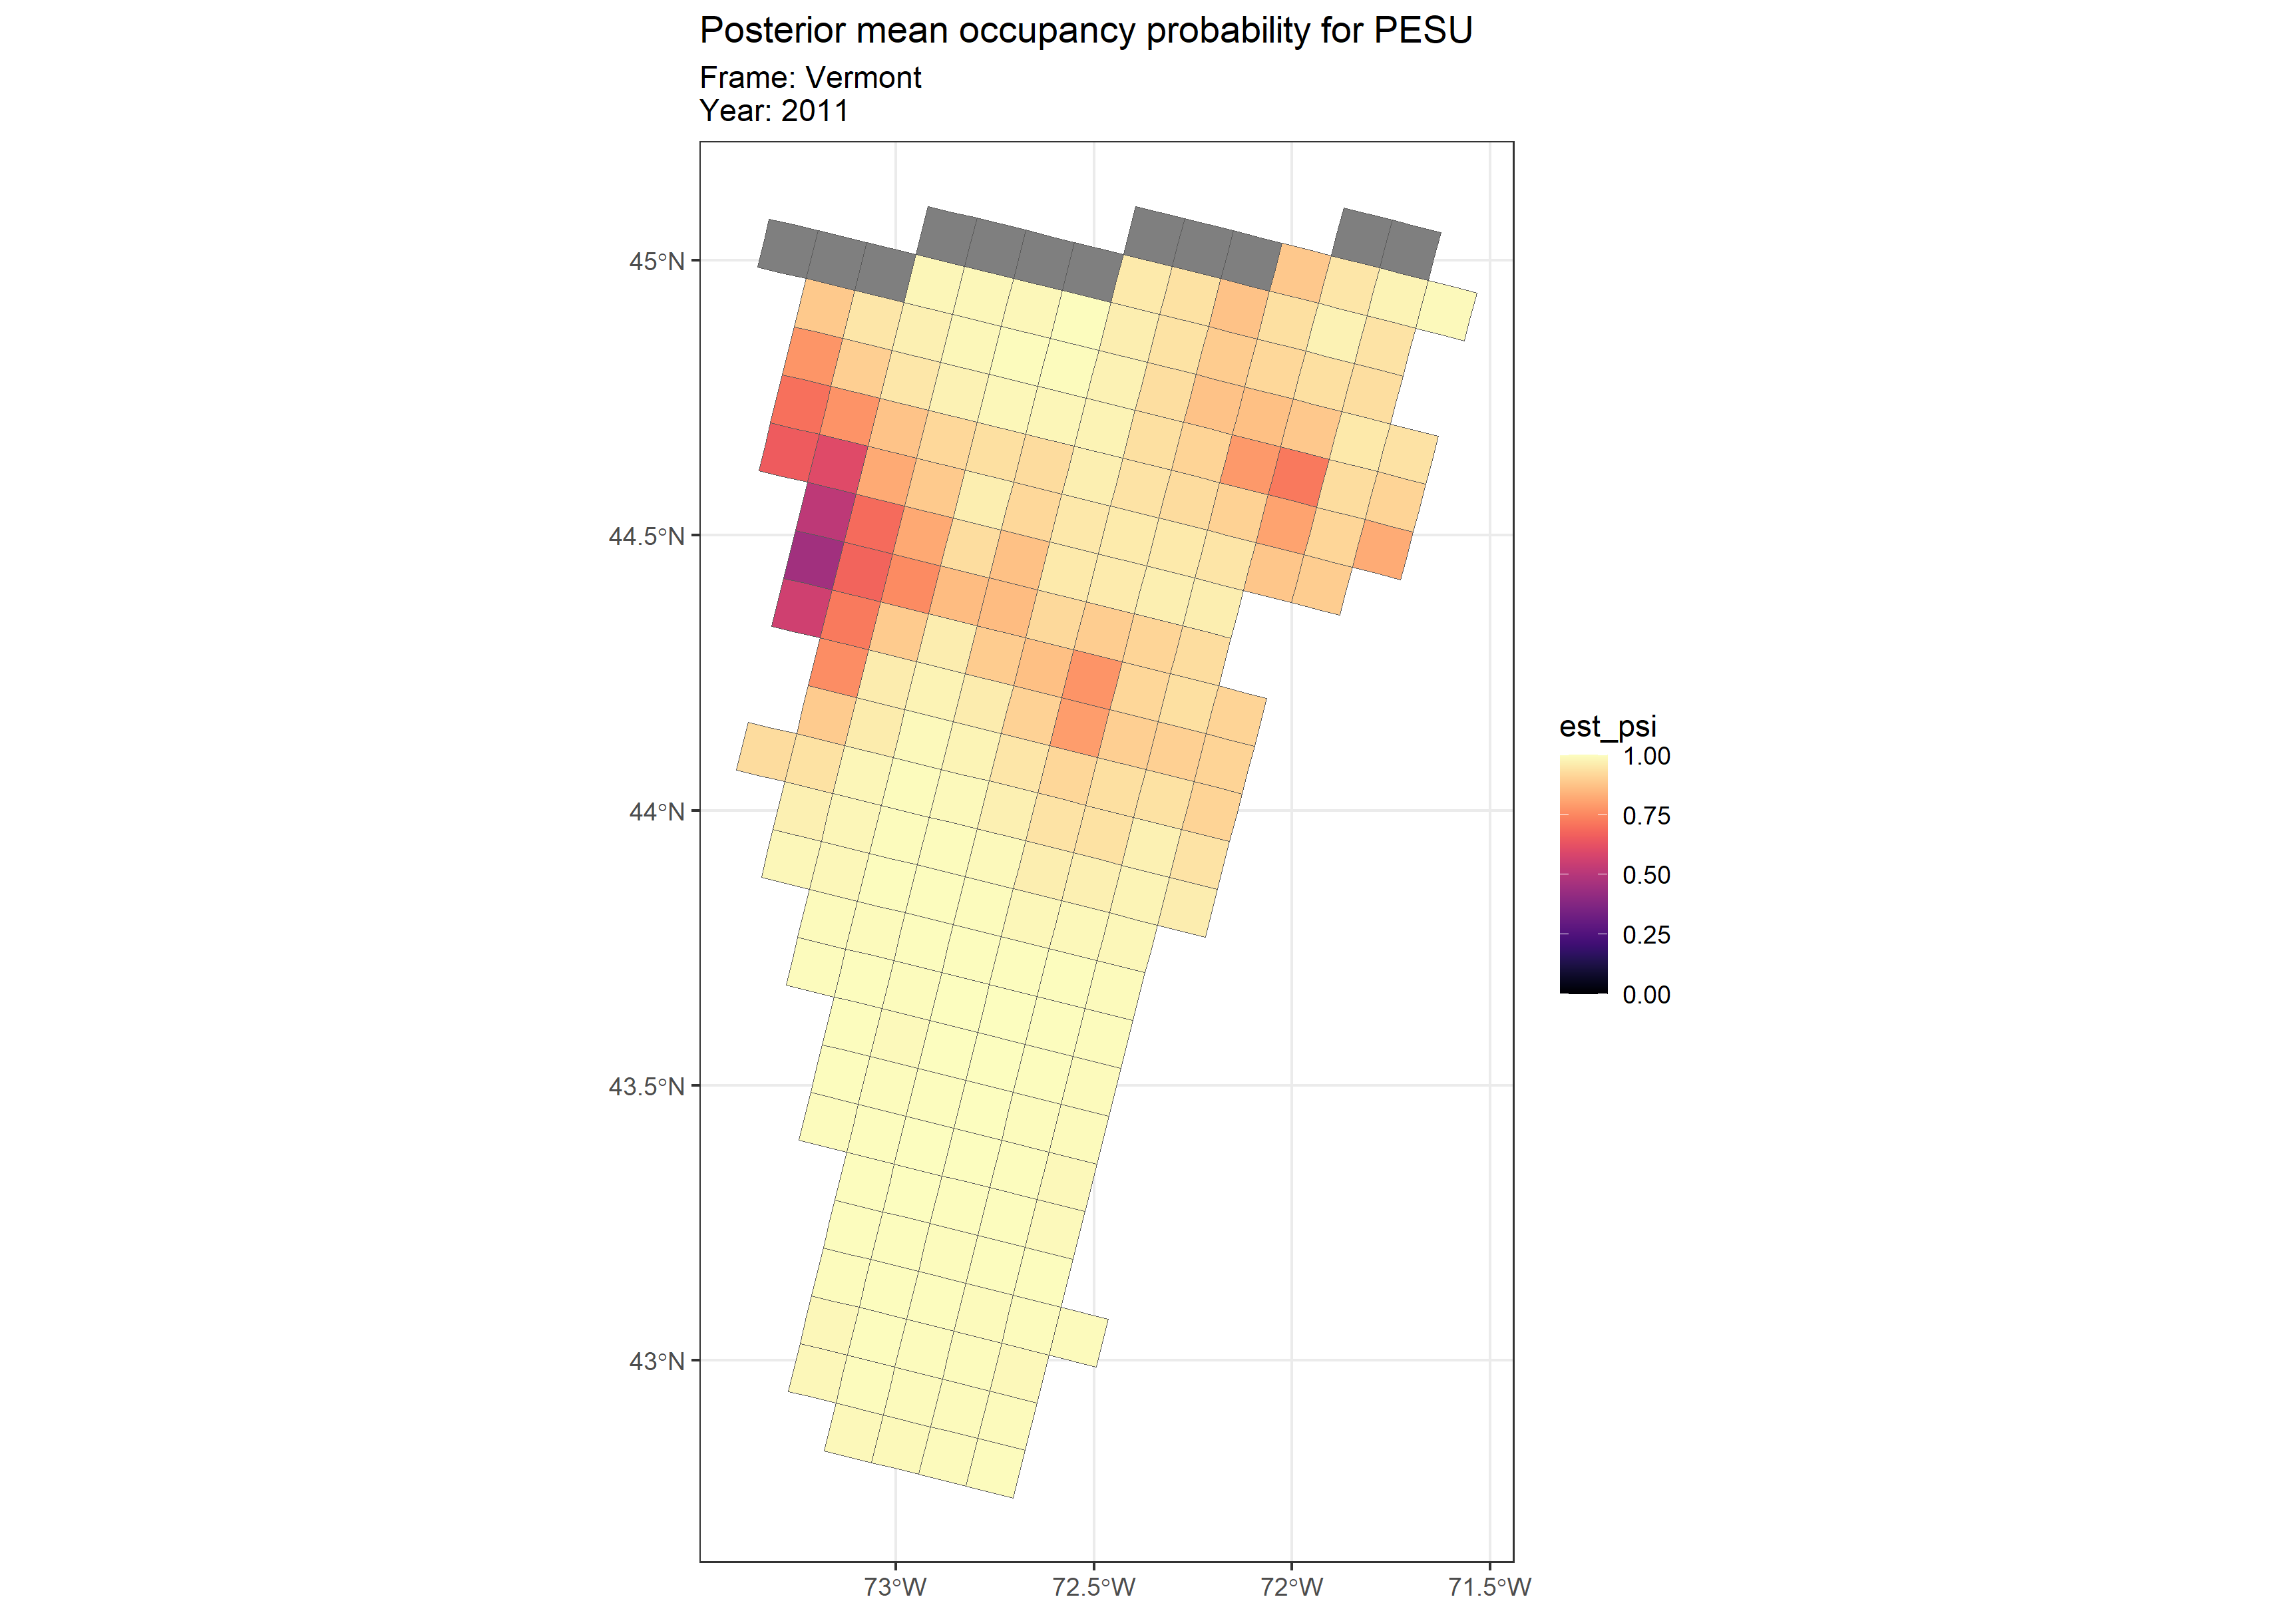 Posterior mean occupancy probability for PESU
Frame: Vermont
Year: 2011
45°N
44.5°N
44°N
43.5°N
43°N
73°W
72.5°W
72°W
71.5°W
est_psi
1.00
0.75
0.50
0.25
0.00